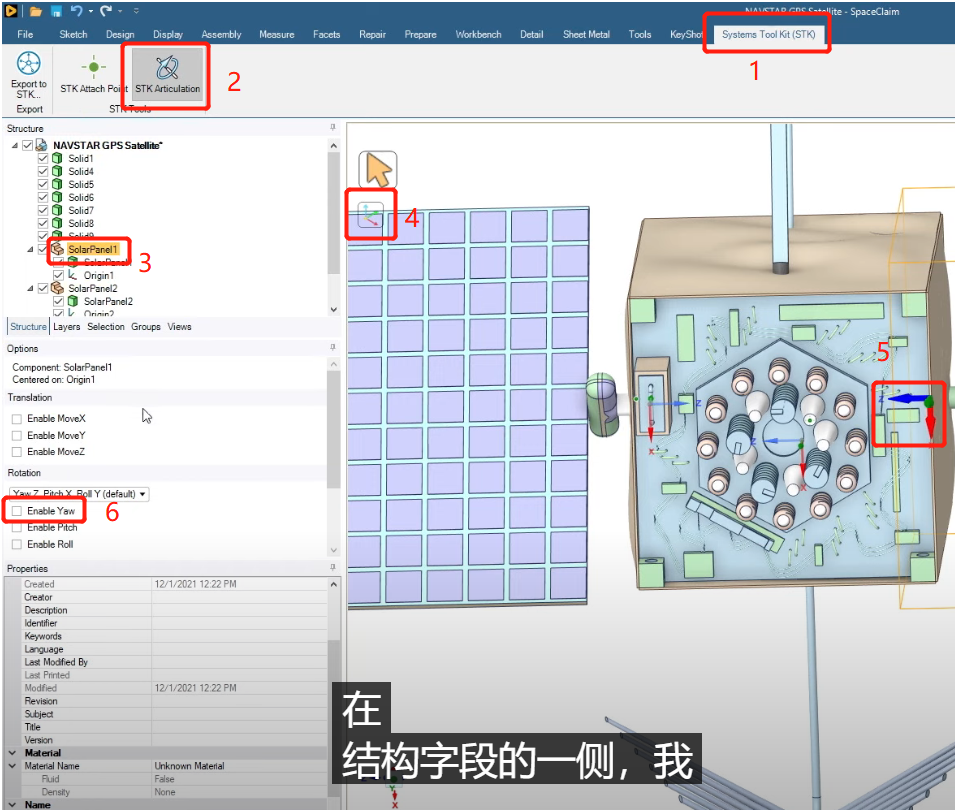 NAVSTAR GPS Satellite - SpaceClaim
File Sketch Design Display Assembly Measure Facets Repair Prepare Workbench Detail Sheet Metal Tools KeyShot Systems Tool Kit (STK)
1
Export to
STK...
STK Attach Point
STK Articulation
2
Export
STK Tools
Structure
NAVSTAR GPS Satellite*
Solid1
Solid4
Solid5
Solid6
Solid7
Solid8
Solid9
SolarPanel1
3
SolarPanel1
Origin1
SolarPanel2
SolarPanel2
Origin2
Structure Layers Selection Groups Views
4
5
Options
Component: SolarPanel1
Centered on: Origin1
Translation
Enable MoveX
Enable MoveY
Enable MoveZ
Rotation
Yaw Z, Pitch X, Roll Y (default)
Enable Yaw
6
Enable Pitch
Enable Roll
Z
X
Z
X
Z
Properties
Created 12/1/2021 12:22 PM
Creator
Description
Identifier
Keywords
Language
Last Modified By
Last Printed
Modified 12/1/2021 12:22 PM
Revision
Subject
Title
Version
Material
Material Name Unknown Material
Fluid False
Density None
Name
在
结构字段的一侧，我
X